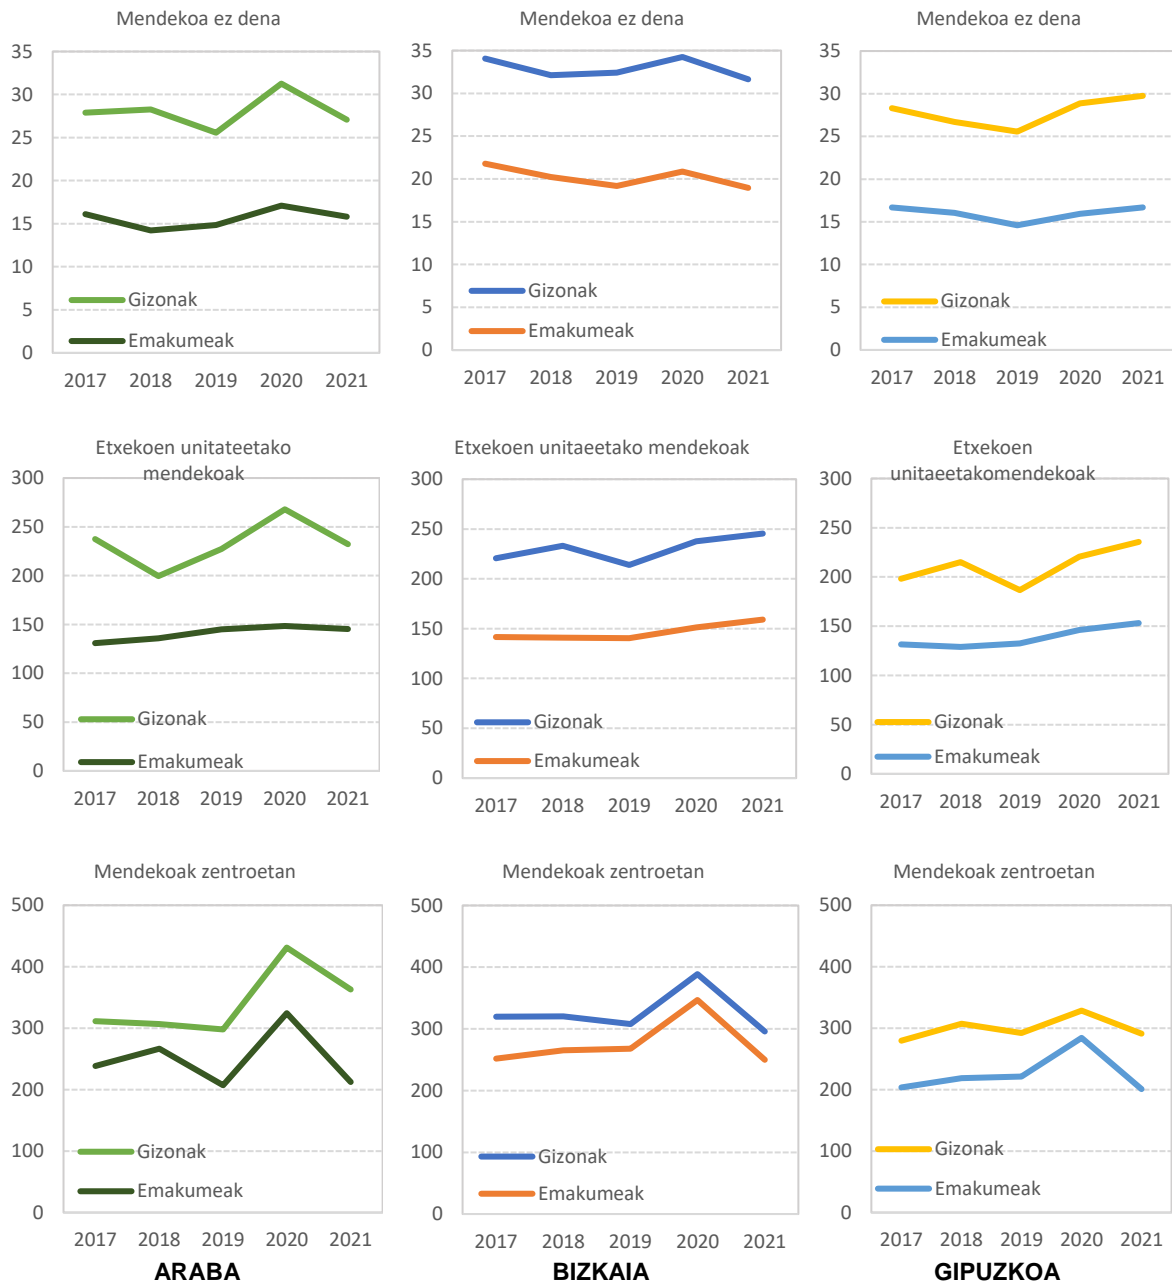 Mendekoa ez dena
35
30
25
20
15
10
5
0
Gizonak
Emakumeak
2017 2018 2019 2020 2021
Mendekoa ez dena
35
30
25
20
15
10
5
0
Gizonak
Emakumeak
2017 2018 2019 2020 2021
Mendekoa ez dena
35
30
25
20
15
10
5
0
Gizonak
Emakumeak
2017 2018 2019 2020 2021
Etxekoen unitateetako
mendekoak
300
250
200
150
100
50
0
Gizonak
Emakumeak
2017 2018 2019 2020 2021
Etxekoen unitaeetako mendekoak
300
250
200
150
100
50
0
Gizonak
Emakumeak
2017 2018 2019 2020 2021
Etxekoen
unitaeetakomendekoak
300
250
200
150
100
50
0
Gizonak
Emakumeak
2017 2018 2019 2020 2021
Mendekoak zentroetan
500
400
300
200
100
0
Gizonak
Emakumeak
2017 2018 2019 2020 2021
ARABA
Mendekoak zentroetan
500
400
300
200
100
0
Gizonak
Emakumeak
2017 2018 2019 2020 2021
BIZKAIA
Mendekoak zentroetan
500
400
300
200
100
0
Gizonak
Emakumeak
2017 2018 2019 2020 2021
GIPUZKOA